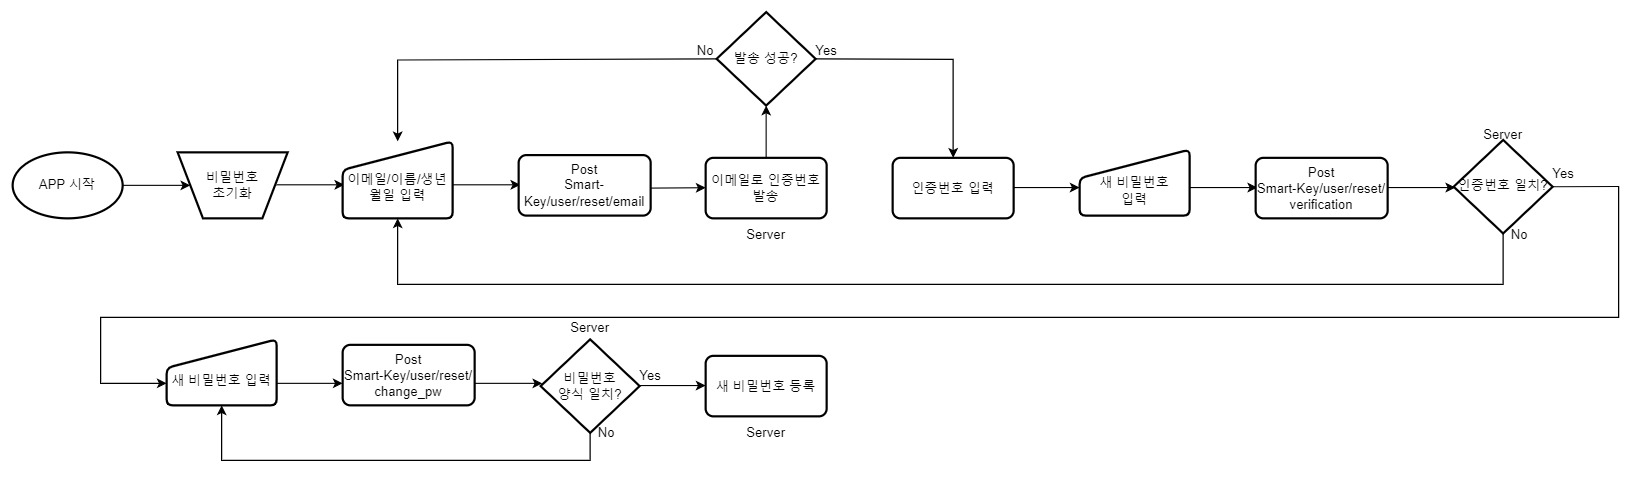 No
발송 성공?
Yes
APP 시작
비밀번호
초기화
이메일/이름/생년
월일 입력
Post
Smart-
Key/user/reset/email
이메일로 인증번호
발송
Server
인증번호 입력
새 비밀번호
입력
Post
Smart-Key/user/reset/
verification
Server
인증번호 일치?
Yes
No
새 비밀번호 입력
Post
Smart-Key/user/reset/
change_pw
Server
비밀번호
양식 일치?
Yes
No
새 비밀번호 등록
Server